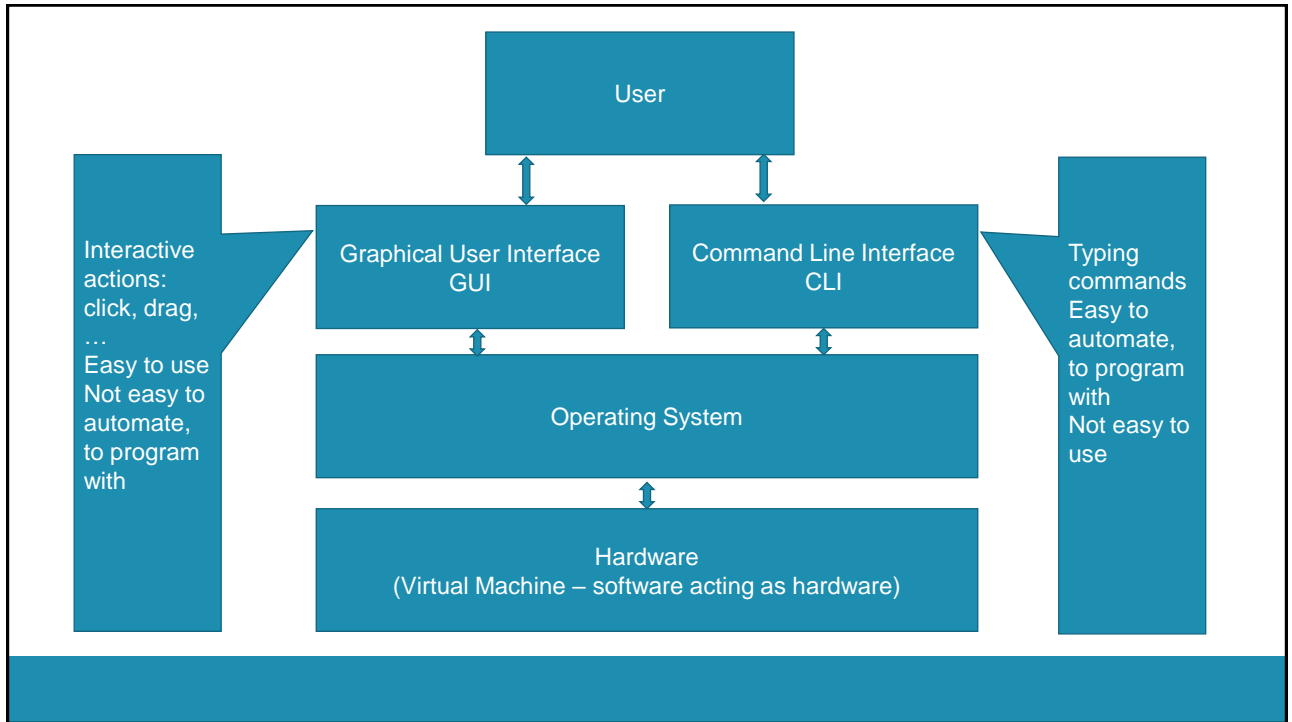 User
Interactive
actions:
click, drag,
…
Easy to use
Not easy to
automate,
to program
with
Graphical User Interface
GUI
Command Line Interface
CLI
Typing
commands
Easy to
automate,
to program
with
Not easy to
use
Operating System
Hardware
(Virtual Machine – software acting as hardware)